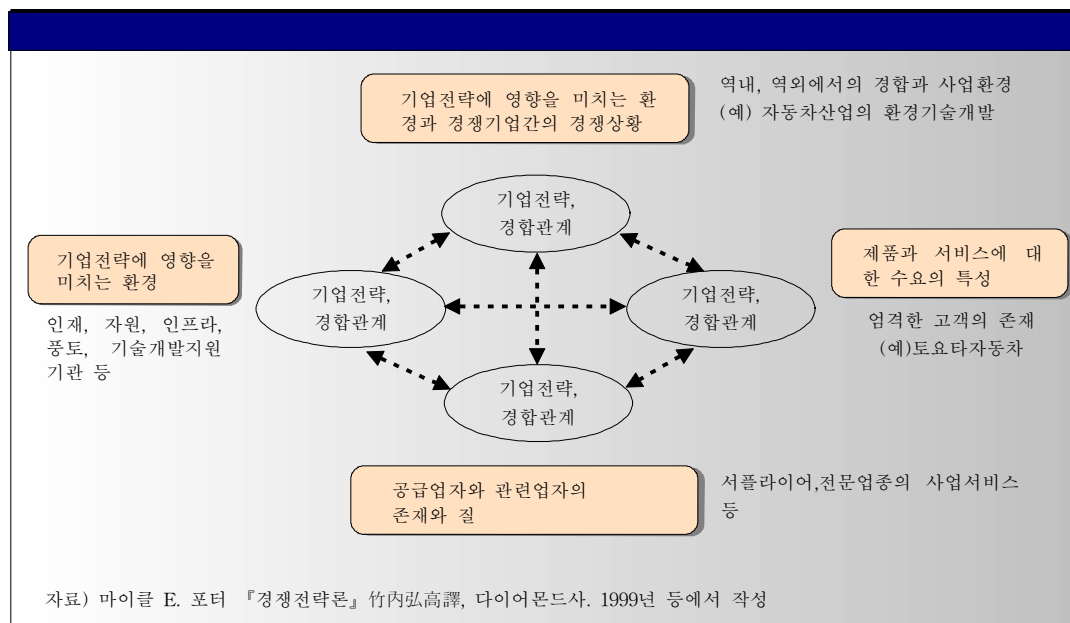 기업전략에 영향을 미치는 환
경과 경쟁기업간의 경쟁상황
역내, 역외에서의 경합과 사업환경
(예) 자동차산업의 환경기술개발
기업전략,
경합관계
기업전략에 영향을
미치는 환경
인재, 자원, 인프라,
풍토, 기술개발지원
기관 등
기업전략,
경합관계
기업전략,
경합관계
제품과 서비스에 대
한 수요의 특성
엄격한 고객의 존재
(예)토요타자동차
기업전략,
경합관계
공급업자와 관련업자의
존재와 질
서플라이어,전문업종의 사업서비스
등
자료) 마이클 E. 포터 『경쟁전략론』竹內弘高譯, 다이어몬드사. 1999년 등에서 작성